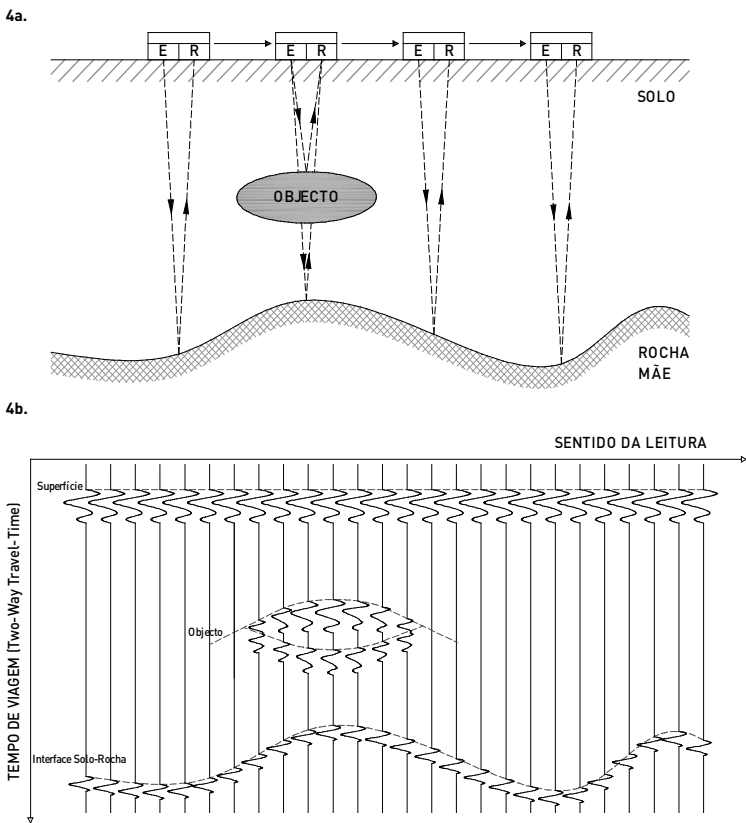 4a.
E R E R E R E R
SOLO
OBJECTO
ROCHA
MÃE
4b.
SENTIDO DA LEITURA
Superfície
Objecto
Interface Solo-Rocha
TEMPO DE VIAGEM (Two-Way Travel-Time)